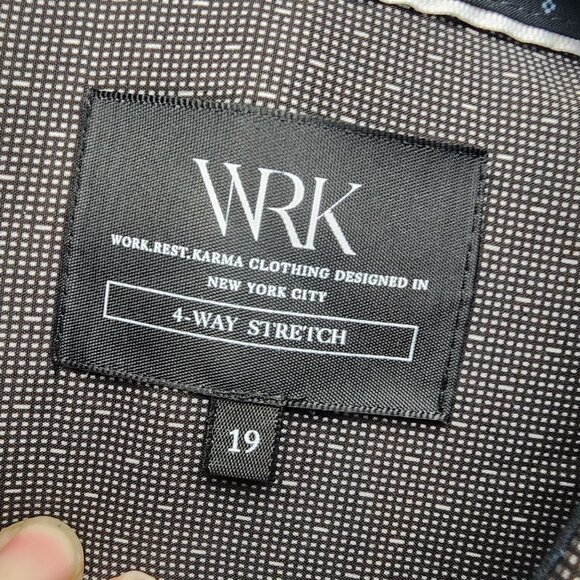 WRK
WORK.REST.KARMA CLOTHING DESIGNED IN
NEW YORK CITY
4-WAY STRETCH
19